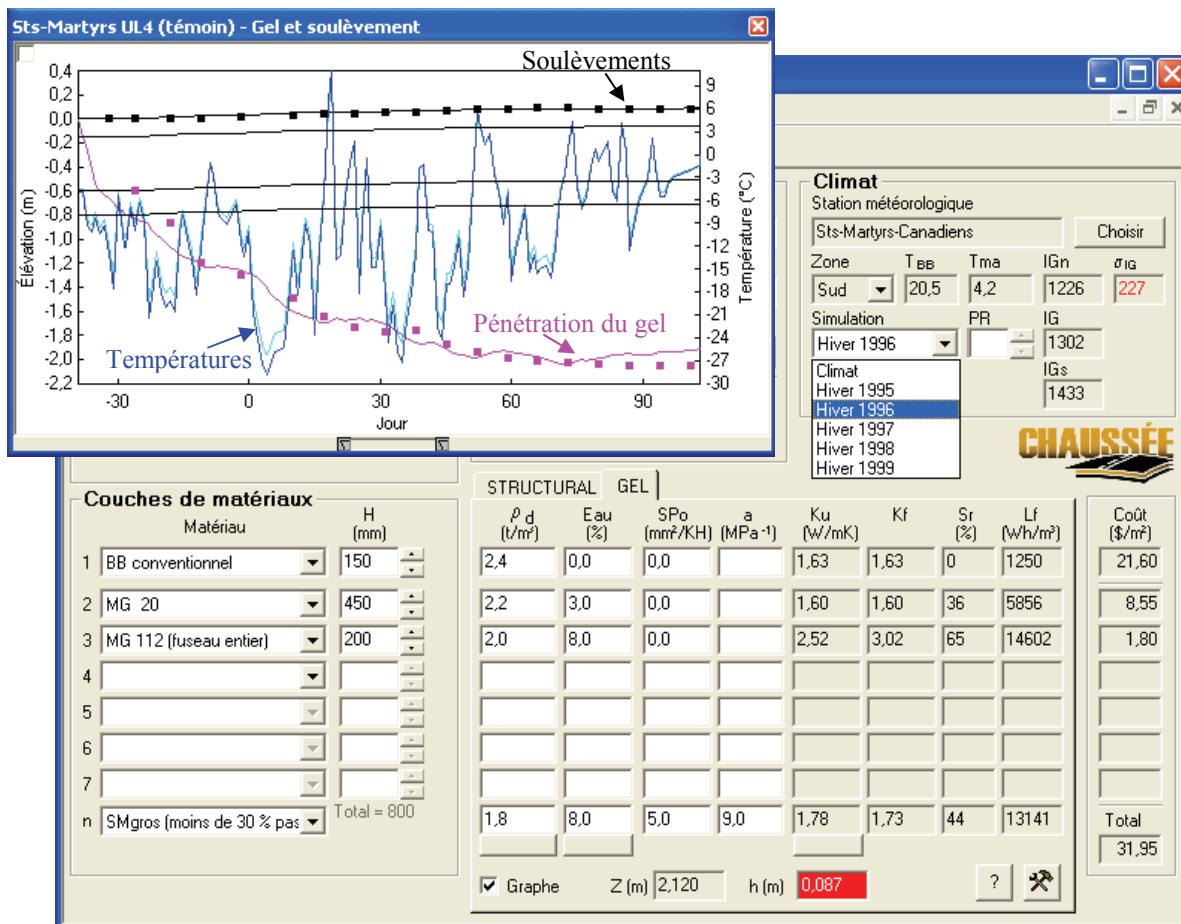 Sts-Martyrs UL4 (témoin) - Gel et soulèvement
Soulèvements
0,4
0,2
0,0
-0,2
-0,4
-0,6
-0,8
-1,0
-1,2
-1,4
-1,6
-1,8
-2,0
-2,2
Élévation (m)
9
6
3
0
-3
-6
-9
-12
-15
-18
-21
-24
-27
-30
Température (°C)
Températures
Pénétration du gel
-30 0 30 60 90
Jour
Climat
Station météorologique
Sts-Martyrs-Canadiens Choisir
Zone TBB Tma IGn σIG
Sud 20,5 4,2 1226 227
Simulation PR IG
Hiver 1996 1302
Climat IGs
Hiver 1995 1433
Hiver 1996
Hiver 1997
Hiver 1998
Hiver 1999
CHAUSSÉE
Couches de matériaux
STRUCTURAL GEL
Matériau H (mm) ρd (t/m³) Eau (%) SPo (mm²/KH) a (MPa⁻¹) Ku (W/mK) Kf Sr (%) Lf (Wh/m³) Coût ($/m²)
1 BB conventionnel 150 2,4 0,0 0,0 1,63 1,63 0 1250 21,60
2 MG 20 450 2,2 3,0 0,0 1,60 1,60 36 5856 8,55
3 MG 112 (fuseau entier) 200 2,0 8,0 0,0 2,52 3,02 65 14602 1,80
4
5
6
7
n SMgros (moins de 30 % pas Total = 800 1,8 8,0 5,0 9,0 1,78 1,73 44 13141 Total
31,95
Graphe Z (m) 2,120 h (m) 0,087 ?